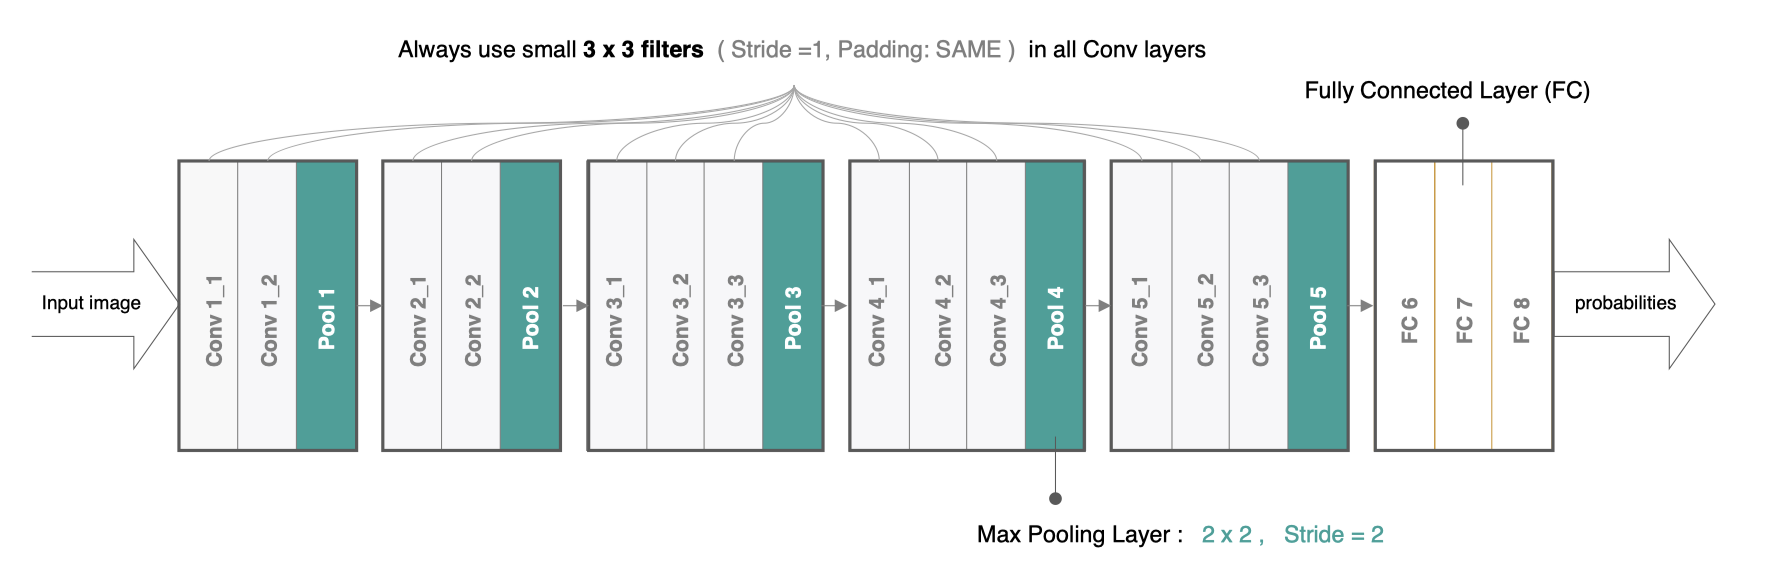 Always use small 3 x 3 filters ( Stride =1, Padding: SAME ) in all Conv layers
Fully Connected Layer (FC)
Input image
Conv 1_1
Conv 1_2
Pool 1
Conv 2_1
Conv 2_2
Pool 2
Conv 3_1
Conv 3_2
Conv 3_3
Pool 3
Conv 4_1
Conv 4_2
Conv 4_3
Pool 4
Conv 5_1
Conv 5_2
Conv 5_3
Pool 5
FC 6
FC 7
FC 8
probabilities
Max Pooling Layer : 2 x 2 , Stride = 2